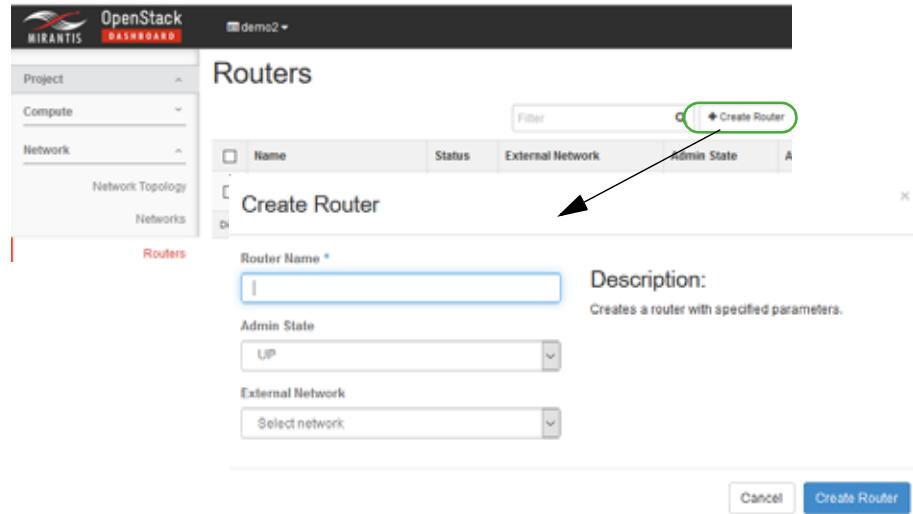 MIRANTIS
OpenStack
DASHBOARD
demo2
Project
Compute
Network
Network Topology
Networks
Routers
Routers
Filter
+ Create Router
Name Status External Network Admin State A
Create Router
×
Router Name *
Admin State
UP
External Network
Select network
Description:
Creates a router with specified parameters.
Cancel
Create Router